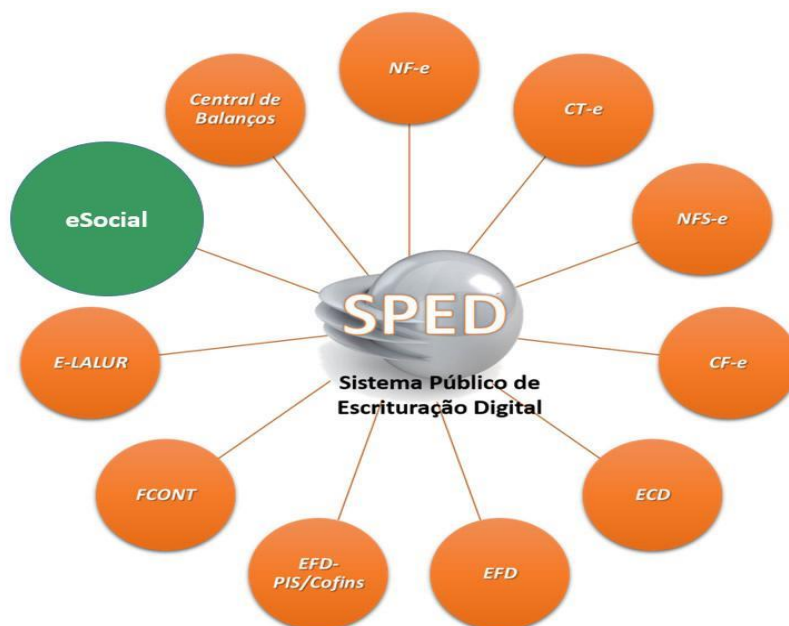 NF-e
Central de
Balanços
CT-e
eSocial
NFS-e
SPED
Sistema Público de
Escrituração Digital
E-LALUR
CF-e
FCONT
ECD
EFD-
PIS/Cofins
EFD